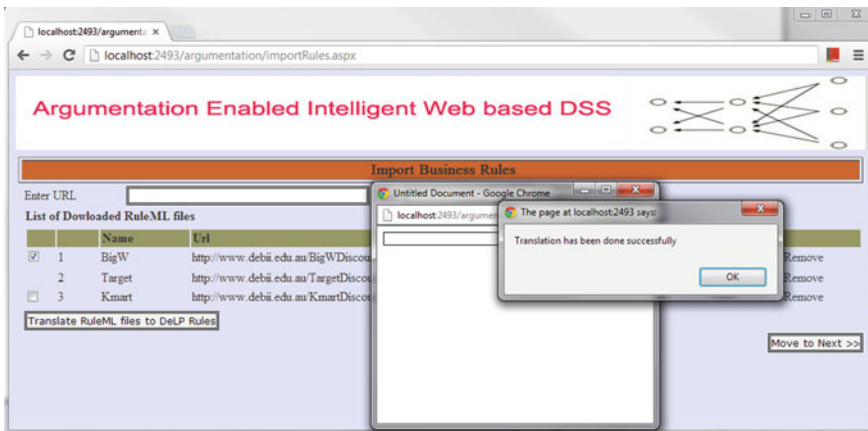 localhost:2493/argumenta
localhost:2493/argumentation/importRules.aspx
Argumentation Enabled Intelligent Web based DSS
Import Business Rules
Enter URL
List of Dowloaded RuleML files
Name Url
1 BigW http://www.debii.edu.au/BigWDiscou Remove
2 Target http://www.debii.edu.au/TargetDiscou Remove
3 Kmart http://www.debii.edu.au/KmartDiscou Remove
Translate RuleML files to DeLP Rules
Move to Next >>
Untitled Document - Google Chrome
localhost:2493/argumen
The page at localhost:2493 says:
Translation has been done successfully
OK